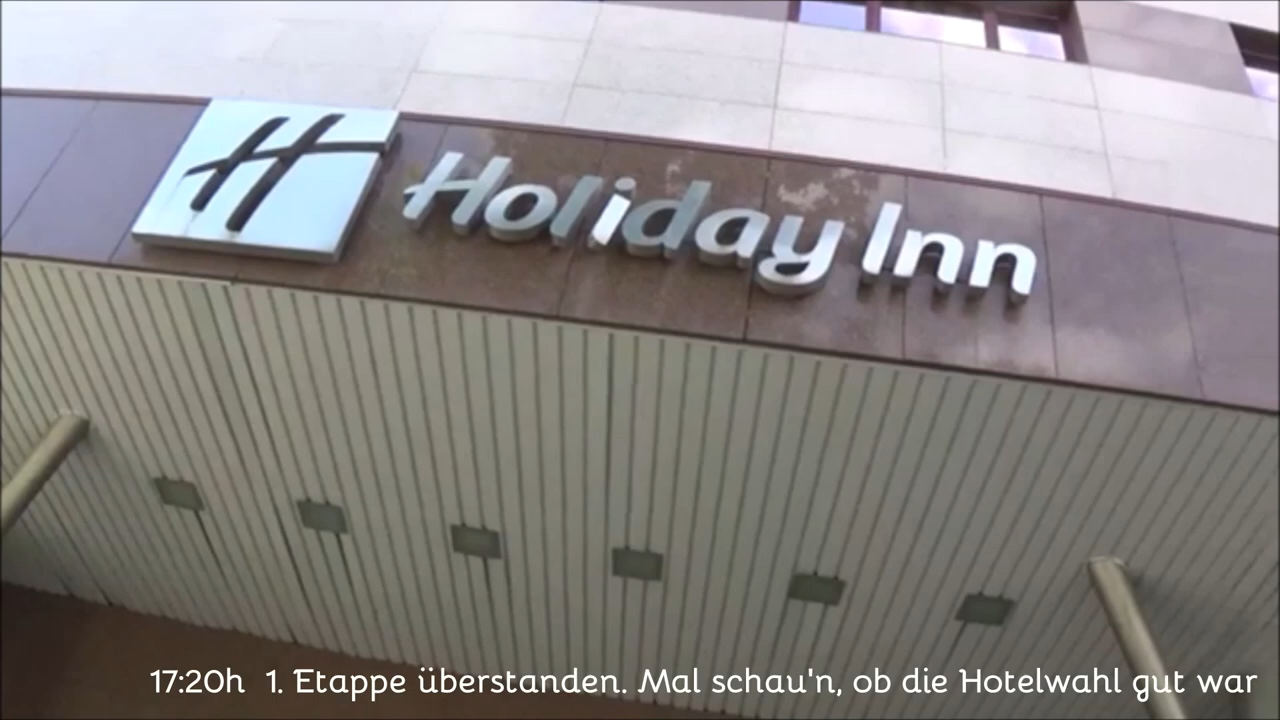 H Holiday Inn
17:20h 1. Etappe überstanden. Mal schau'n, ob die Hotelwahl gut war